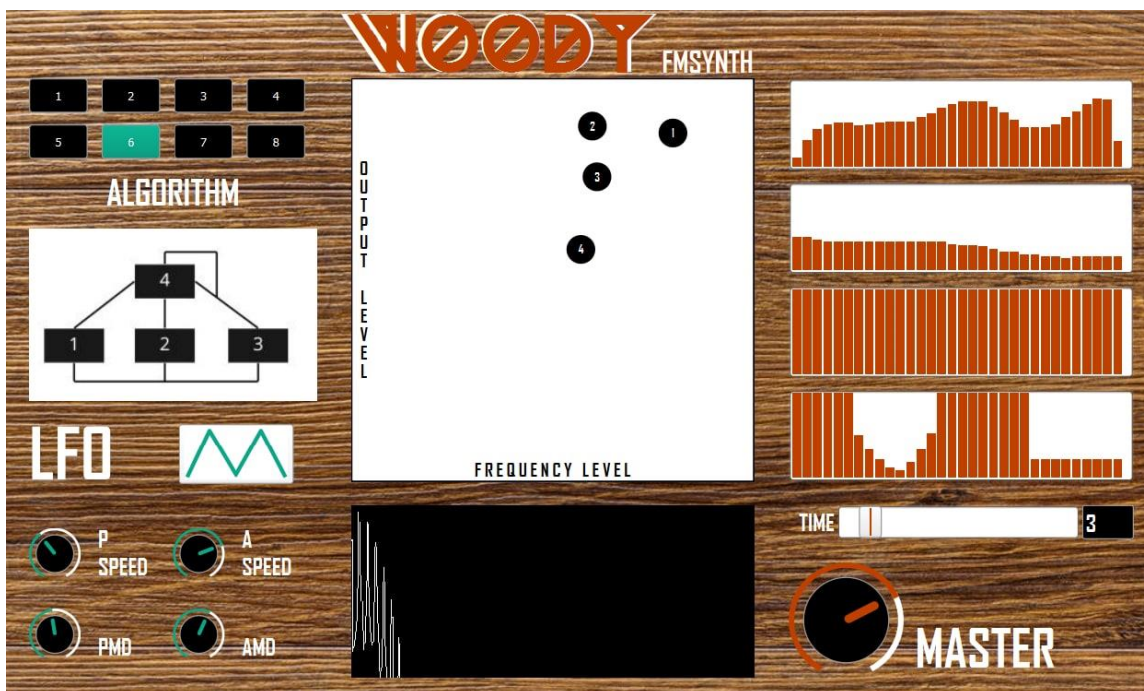 WOODY FMSYNTH
1 2 3 4
5 6 7 8
ALGORITHM
4
1 2 3
LFO
P SPEED
A SPEED
PMD
AMD
OUTPUT LEVEL
2
1
3
4
FREQUENCY LEVEL
TIME 3
MASTER